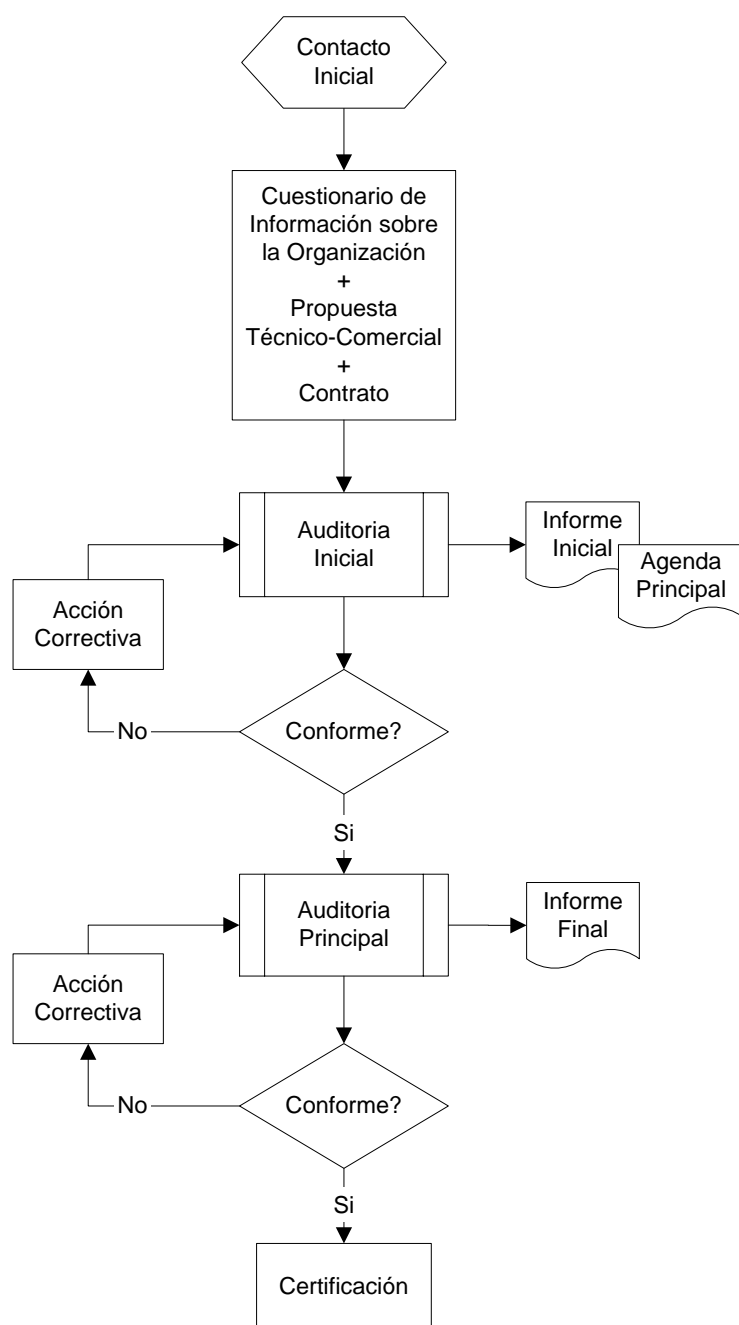 Contacto
Inicial
Cuestionario de
Información sobre
la Organización
+
Propuesta
Técnico-Comercial
+
Contrato
Auditoria
Inicial
Informe
Inicial
Agenda
Principal
Acción
Correctiva
No
Conforme?
Si
Auditoria
Principal
Informe
Final
Acción
Correctiva
No
Conforme?
Si
Certificación